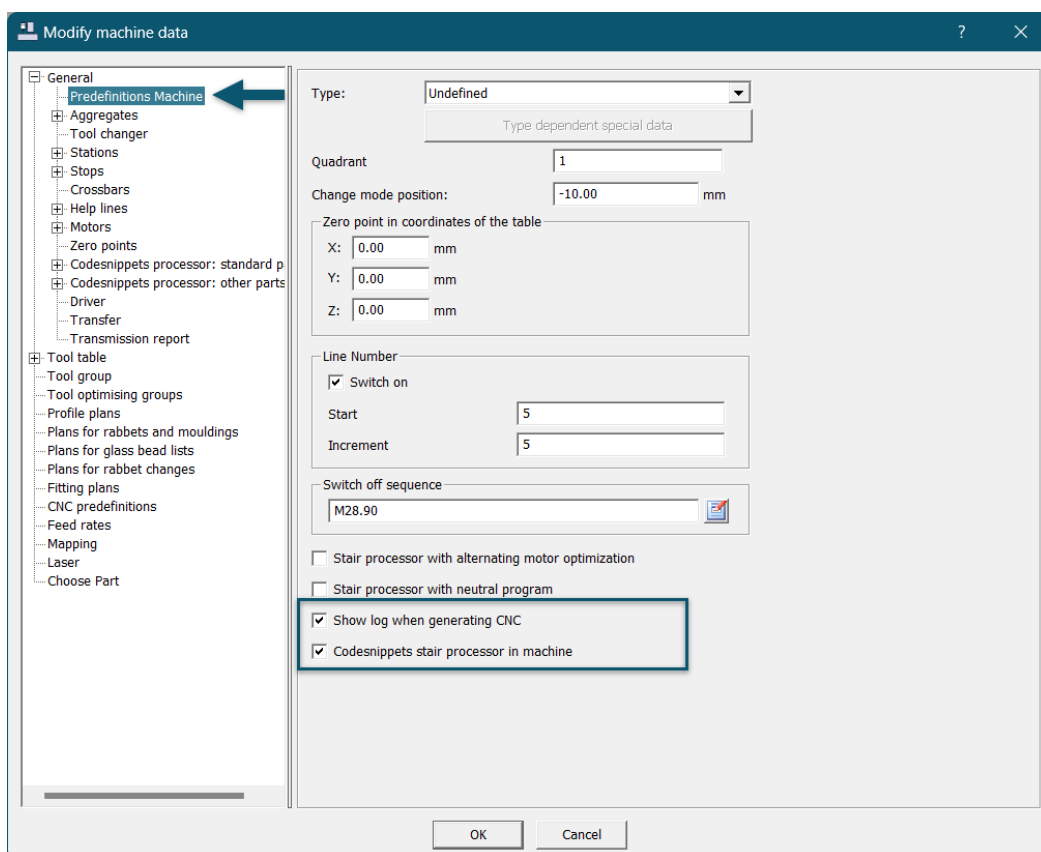 Modify machine data
?
General
Predefinitions Machine
Aggregates
Tool changer
Stations
Stops
Crossbars
Help lines
Motors
Zero points
Codesnippets processor: standard p
Codesnippets processor: other parts
Driver
Transfer
Transmission report
Tool table
Tool group
Tool optimising groups
Profile plans
Plans for rabbets and mouldings
Plans for glass bead lists
Plans for rabbet changes
Fitting plans
CNC predefinitions
Feed rates
Mapping
Laser
Choose Part
Type: Undefined
Type dependent special data
Quadrant 1
Change mode position: -10.00 mm
Zero point in coordinates of the table
X: 0.00 mm
Y: 0.00 mm
Z: 0.00 mm
Line Number
Switch on
Start 5
Increment 5
Switch off sequence
M28.90
Stair processor with alternating motor optimization
Stair processor with neutral program
Show log when generating CNC
Codesnippets stair processor in machine
OK Cancel